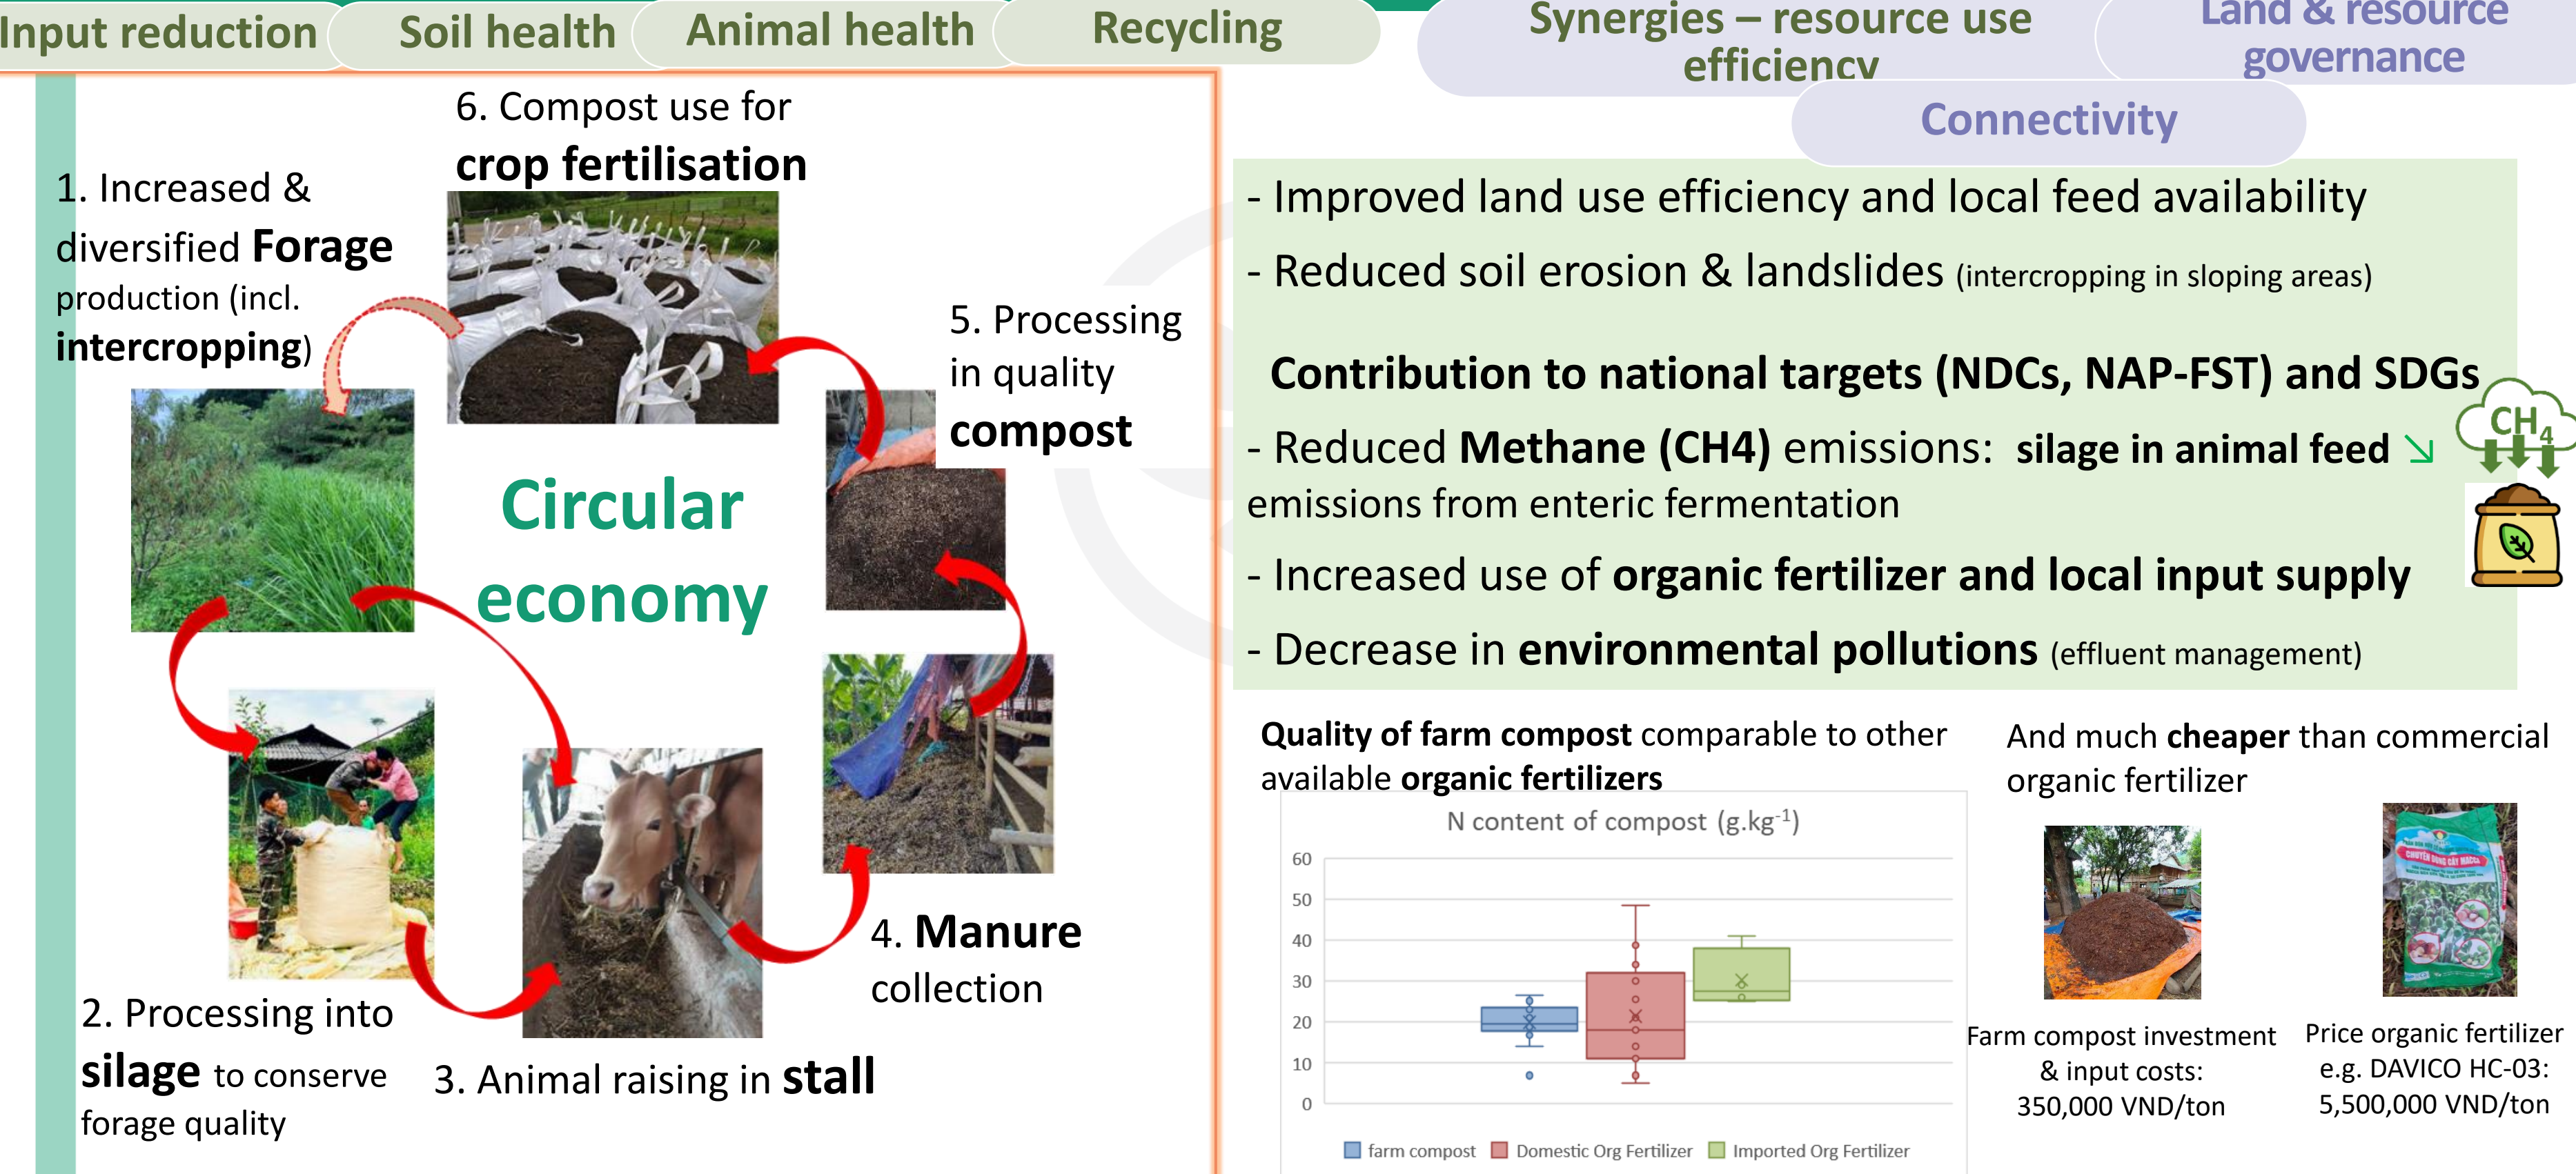 Input reduction
Soil health
Animal health
Recycling
Synergies – resource use
efficiency
Land & resource
governance
Connectivity
6. Compost use for
crop fertilisation
1. Increased &
diversified Forage
production (incl.
intercropping)
5. Processing
in quality
compost
Circular
economy
4. Manure
collection
2. Processing into
silage to conserve
forage quality
3. Animal raising in stall
- Improved land use efficiency and local feed availability
- Reduced soil erosion & landslides (intercropping in sloping areas)
Contribution to national targets (NDCs, NAP-FST) and SDGs
- Reduced Methane (CH4) emissions: silage in animal feed ↘
emissions from enteric fermentation
CH4
- Increased use of organic fertilizer and local input supply
- Decrease in environmental pollutions (effluent management)
Quality of farm compost comparable to other
available organic fertilizers
N content of compost (g.kg-1)
60
50
40
30
20
10
0
farm compost
Domestic Org Fertilizer
Imported Org Fertilizer
And much cheaper than commercial
organic fertilizer
CHUYÊN DÙNG CÂY MACCA
Farm compost investment
& input costs:
350,000 VND/ton
Price organic fertilizer
e.g. DAVICO HC-03:
5,500,000 VND/ton